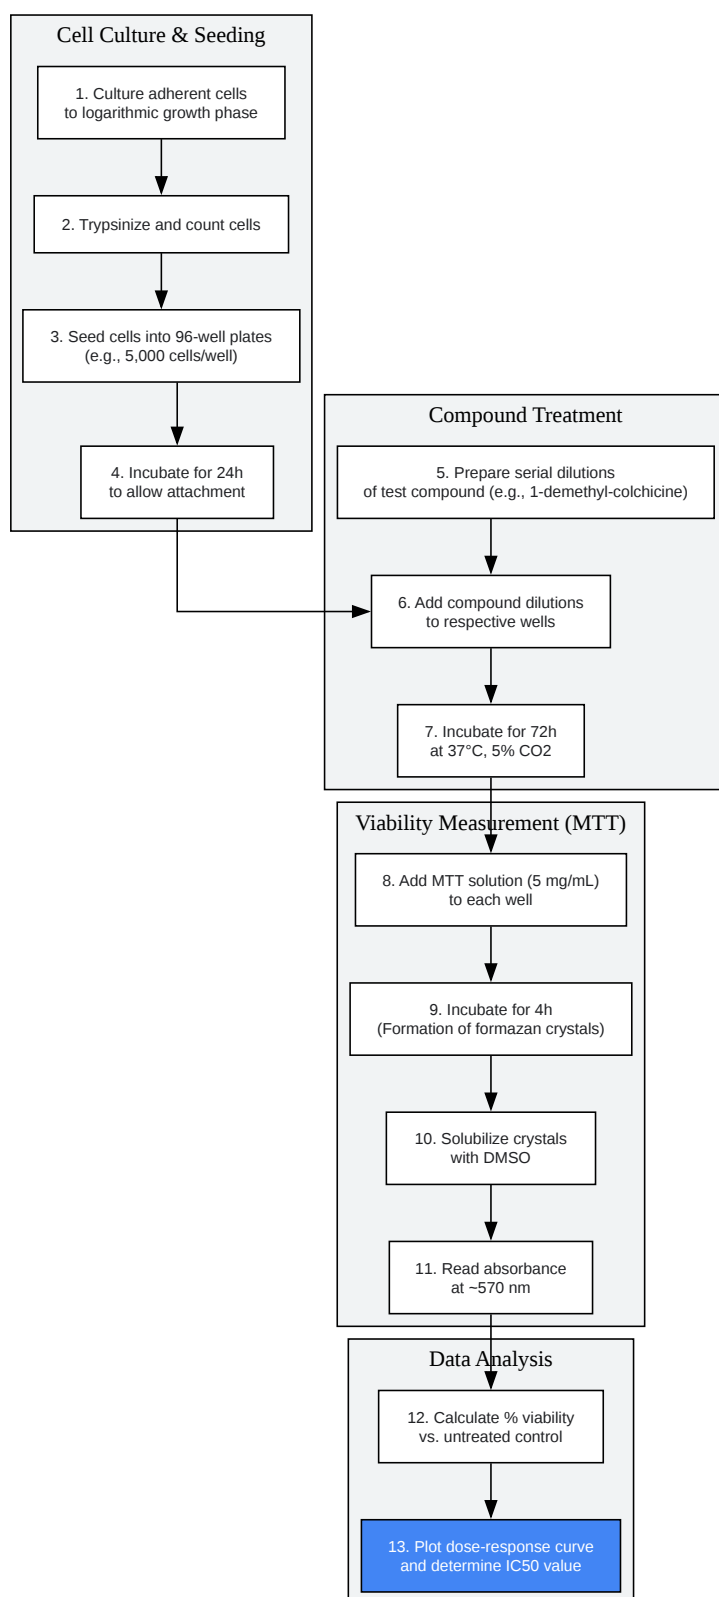 Cell Culture & Seeding
1. Culture adherent cells
to logarithmic growth phase
2. Trypsinize and count cells
3. Seed cells into 96-well plates
(e.g., 5,000 cells/well)
4. Incubate for 24h
to allow attachment
Compound Treatment
5. Prepare serial dilutions
of test compound (e.g., 1-demethyl-colchicine)
6. Add compound dilutions
to respective wells
7. Incubate for 72h
at 37°C, 5% CO2
Viability Measurement (MTT)
8. Add MTT solution (5 mg/mL)
to each well
9. Incubate for 4h
(Formation of formazan crystals)
10. Solubilize crystals
with DMSO
11. Read absorbance
at ~570 nm
Data Analysis
12. Calculate % viability
vs. untreated control
13. Plot dose-response curve
and determine IC50 value